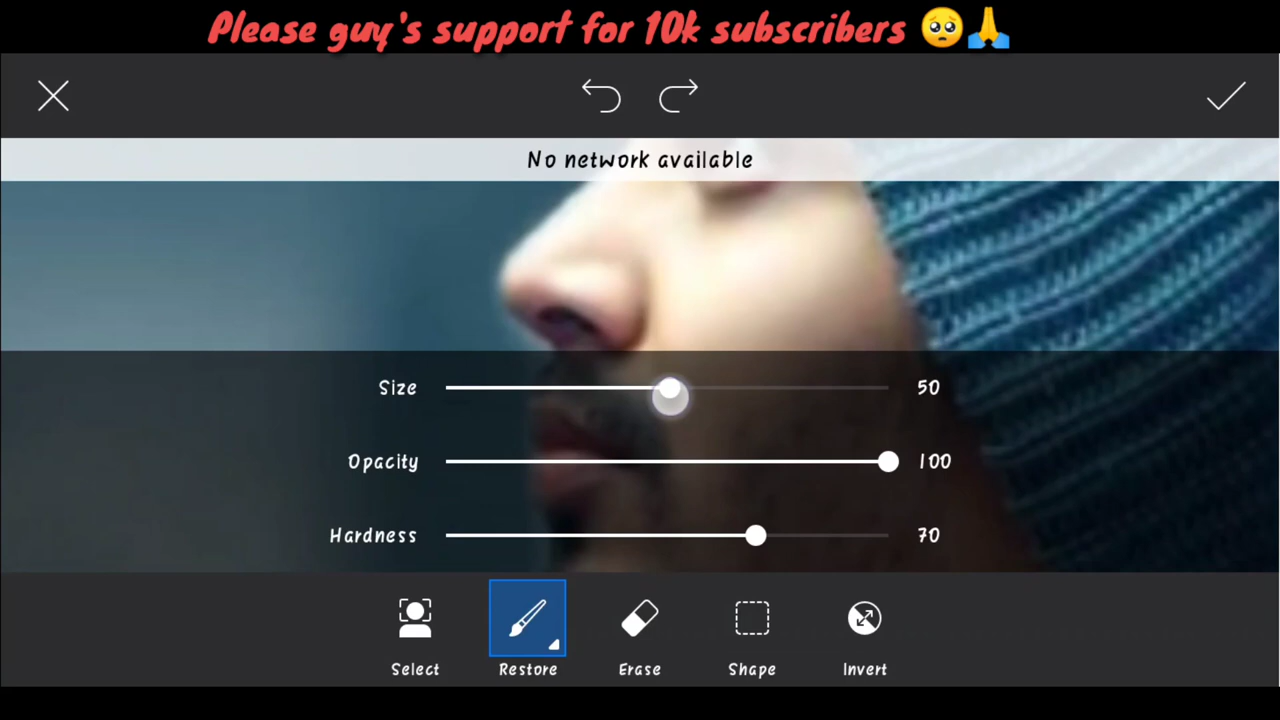 Please guy's support for 10k subscribers 🥺🙏
No network available
Size 50
Opacity 100
Hardness 70
Select Restore Erase Shape Invert